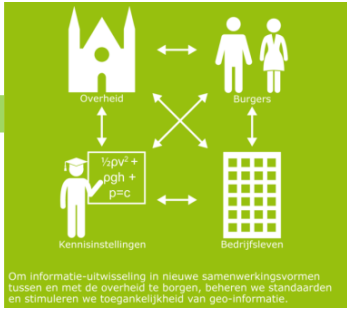 Overheid
Burgers
½ρv² +
ρgh +
p=c
Kennisinstellingen
Bedrijfsleven
Om informatie-uitwisseling in nieuwe samenwerkingsvormen
tussen en met de overheid te borgen, beheren we standaarden
en stimuleren we toegankelijkheid van geo-informatie.